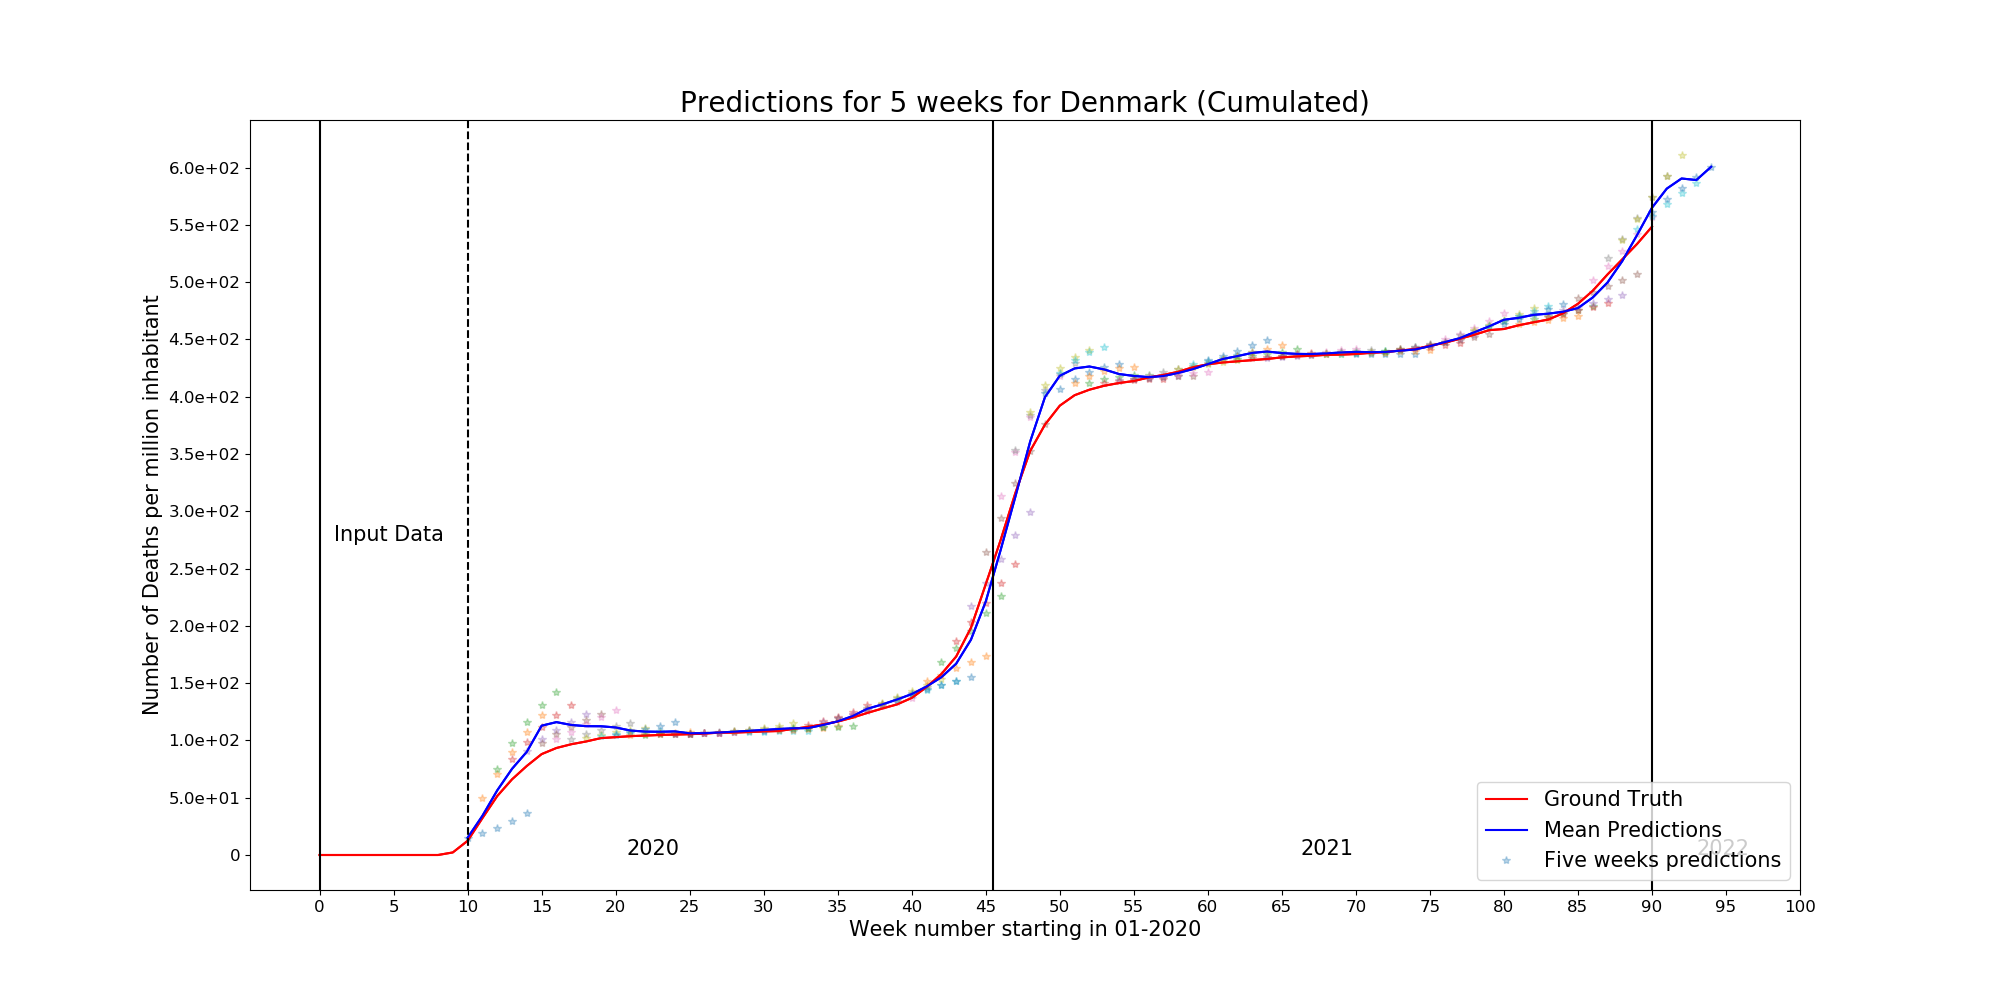 Predictions for 5 weeks for Denmark (Cumulated)
Number of Deaths per million inhabitant
6.0e+02
5.5e+02
5.0e+02
4.5e+02
4.0e+02
3.5e+02
3.0e+02
2.5e+02
2.0e+02
1.5e+02
1.0e+02
5.0e+01
0
Input Data
2020
2021
2022
Ground Truth
Mean Predictions
Five weeks predictions
0 5 10 15 20 25 30 35 40 45 50 55 60 65 70 75 80 85 90 95 100
Week number starting in 01-2020